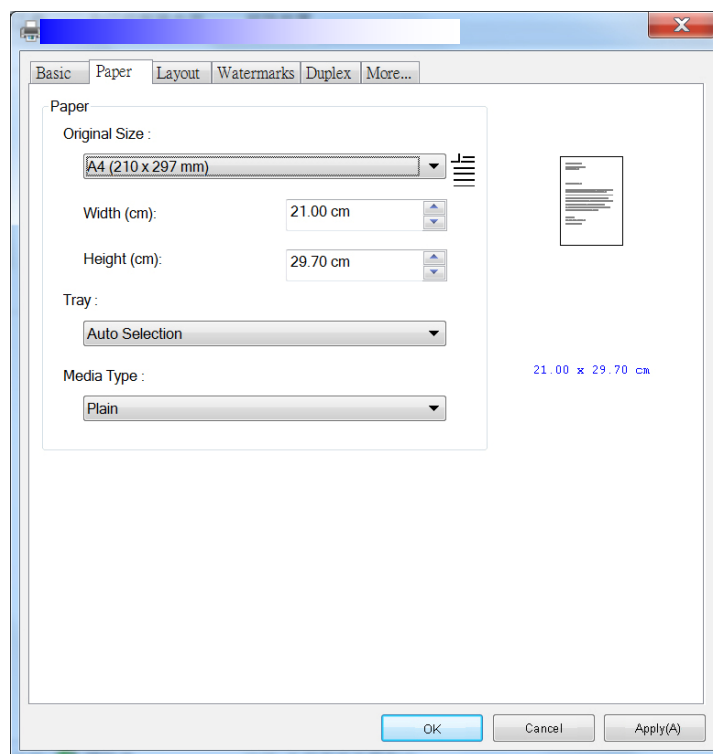 Basic Paper Layout Watermarks Duplex More...
Paper
Original Size :
A4 (210 x 297 mm)
Width (cm): 21.00 cm
Height (cm): 29.70 cm
Tray :
Auto Selection
21.00 x 29.70 cm
Media Type :
Plain
OK Cancel Apply(A)